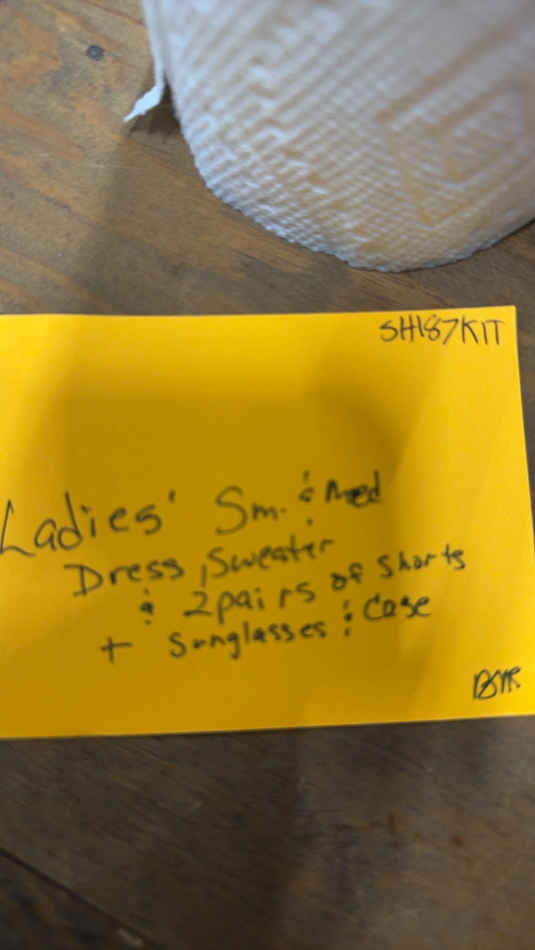 SH187KIT
Ladies' Sm. & Med
Dress, Sweater
& 2 pairs of Shorts
+ Sunglasses & Case